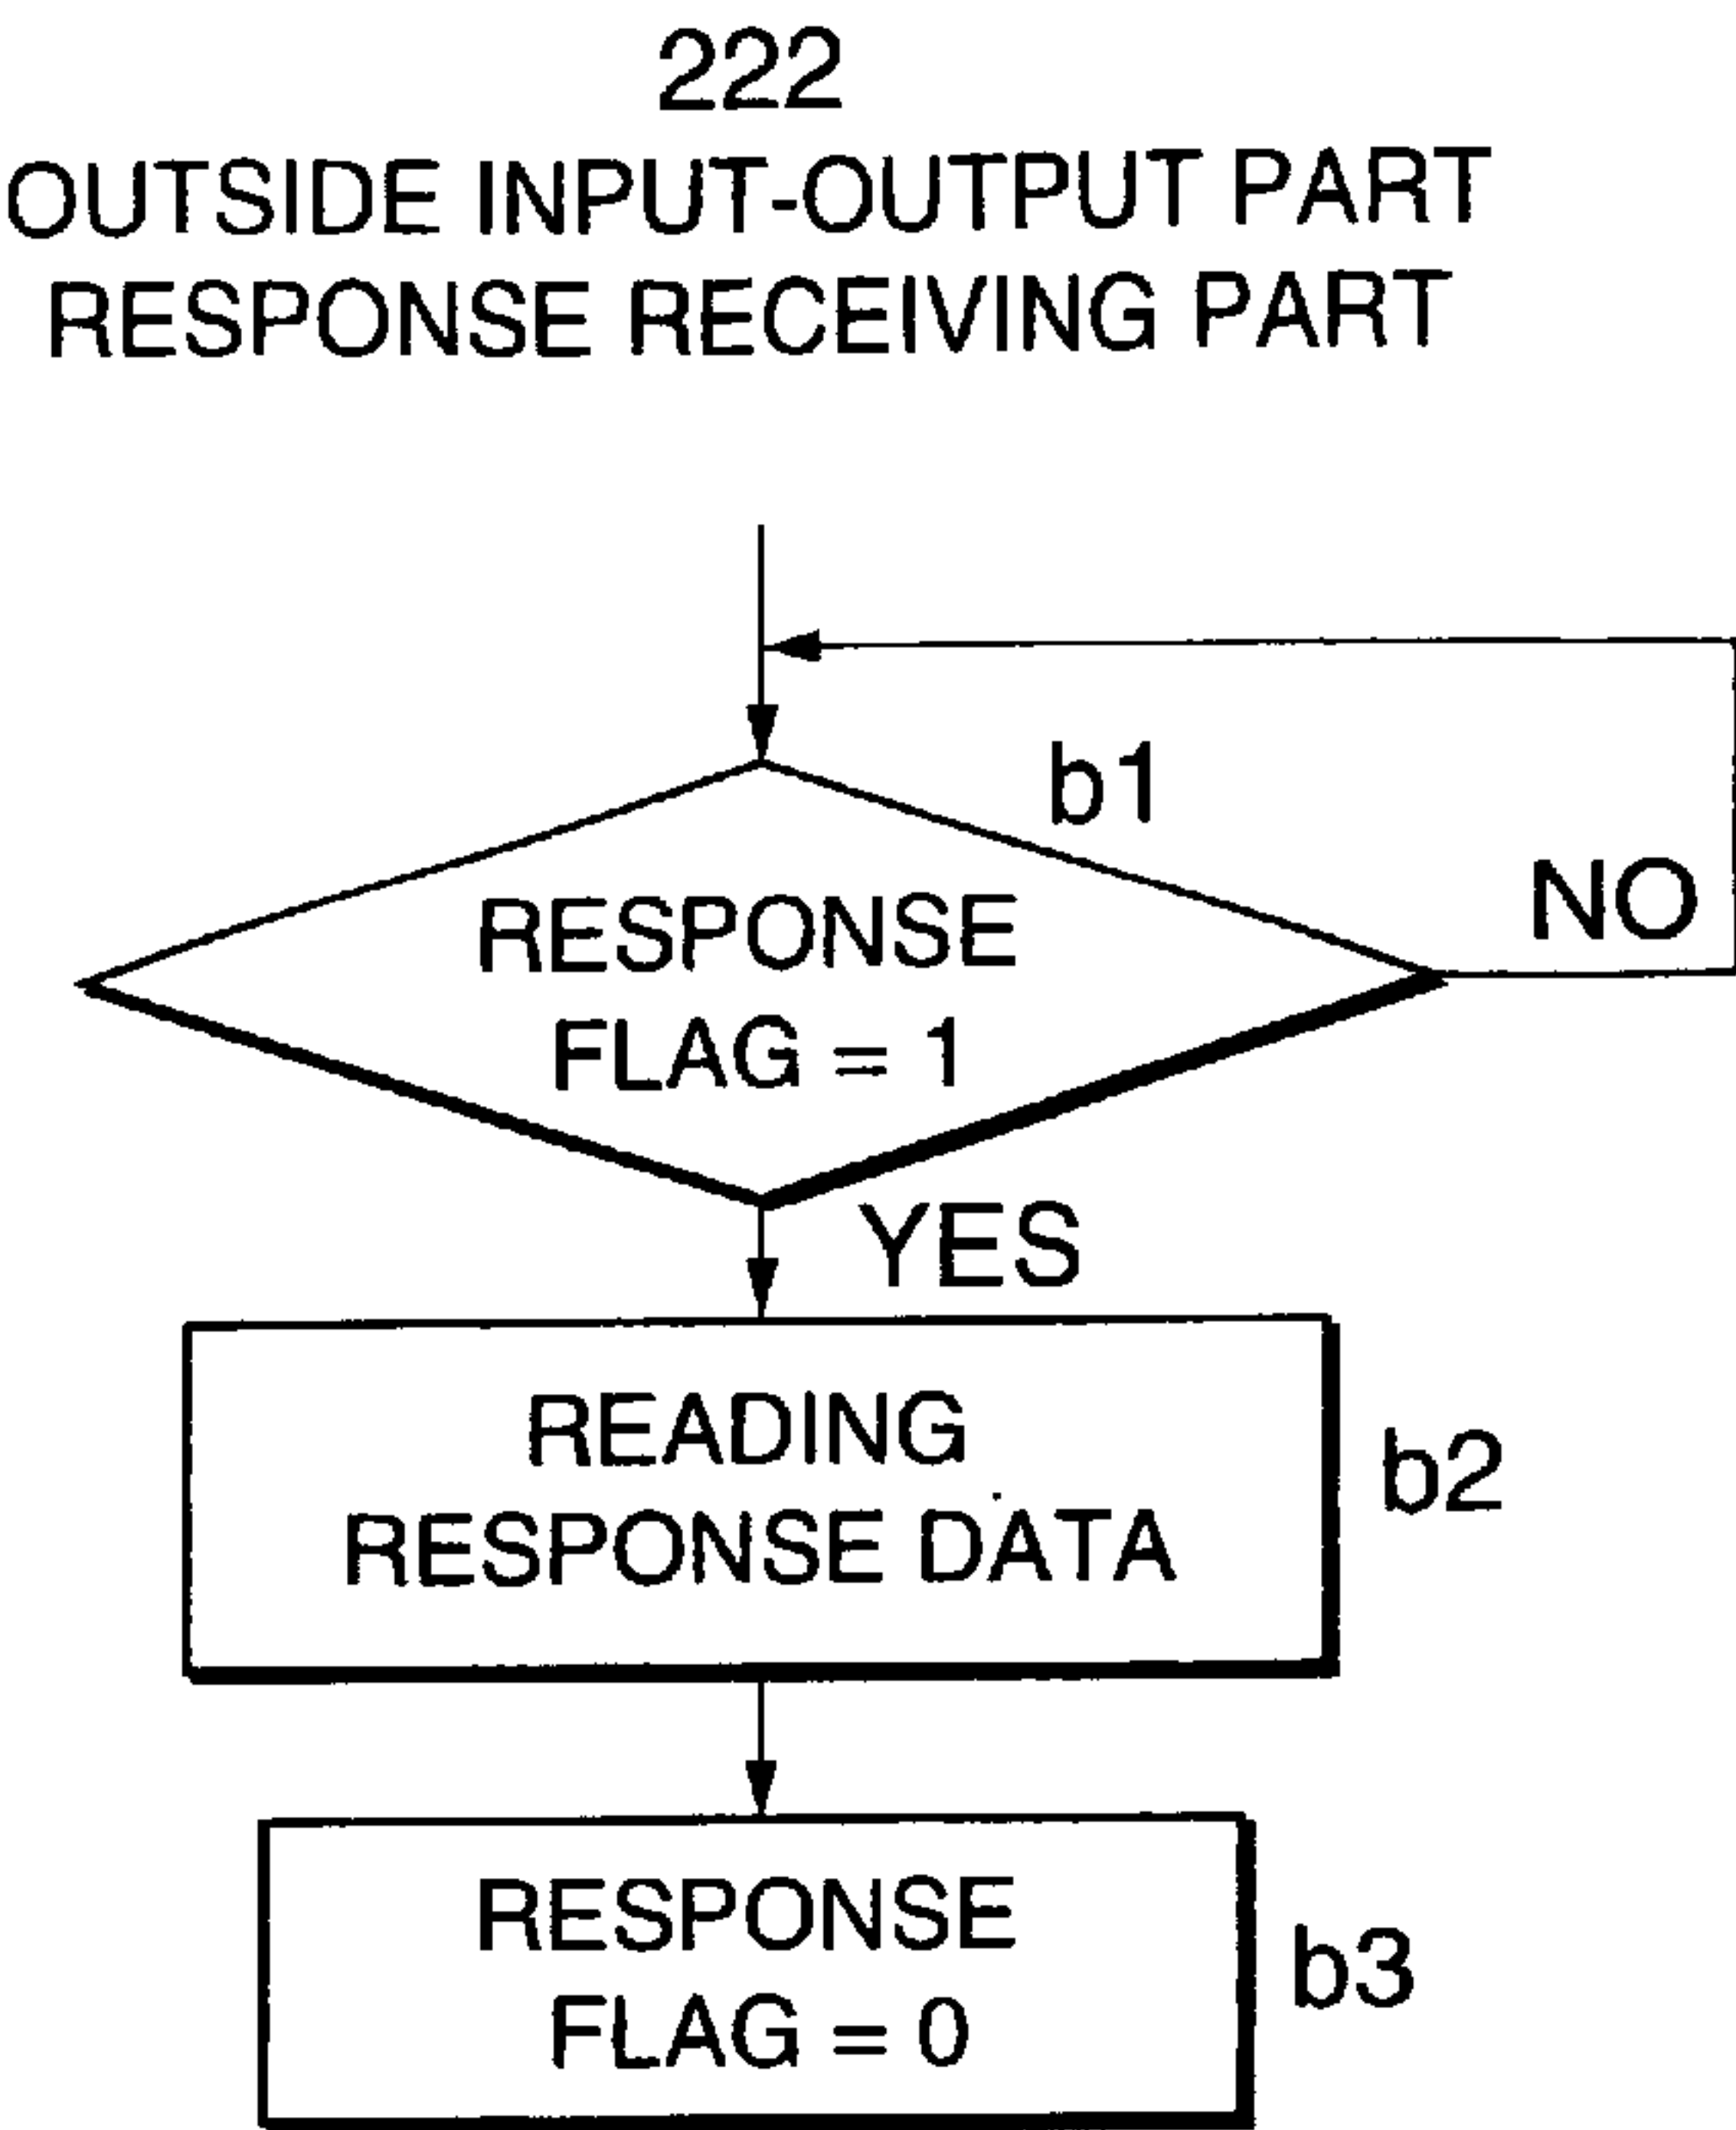 222
OUTSIDE INPUT-OUTPUT PART
RESPONSE RECEIVING PART
b1
NO
RESPONSE
FLAG = 1
YES
READING
RESPONSE DATA
b2
RESPONSE
FLAG = 0
b3